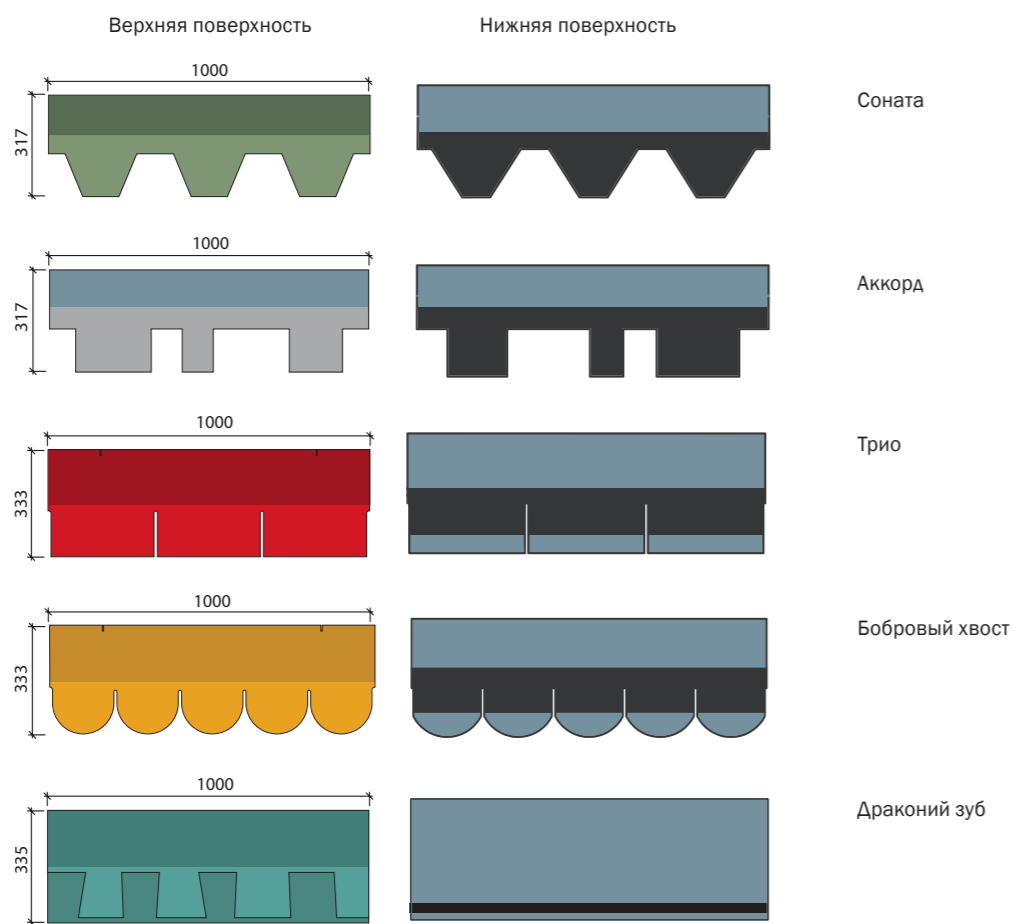 Верхняя поверхность
Нижняя поверхность
1000
317
Соната
1000
317
Аккорд
1000
333
Трио
1000
333
Бобровый хвост
1000
335
Драконий зуб